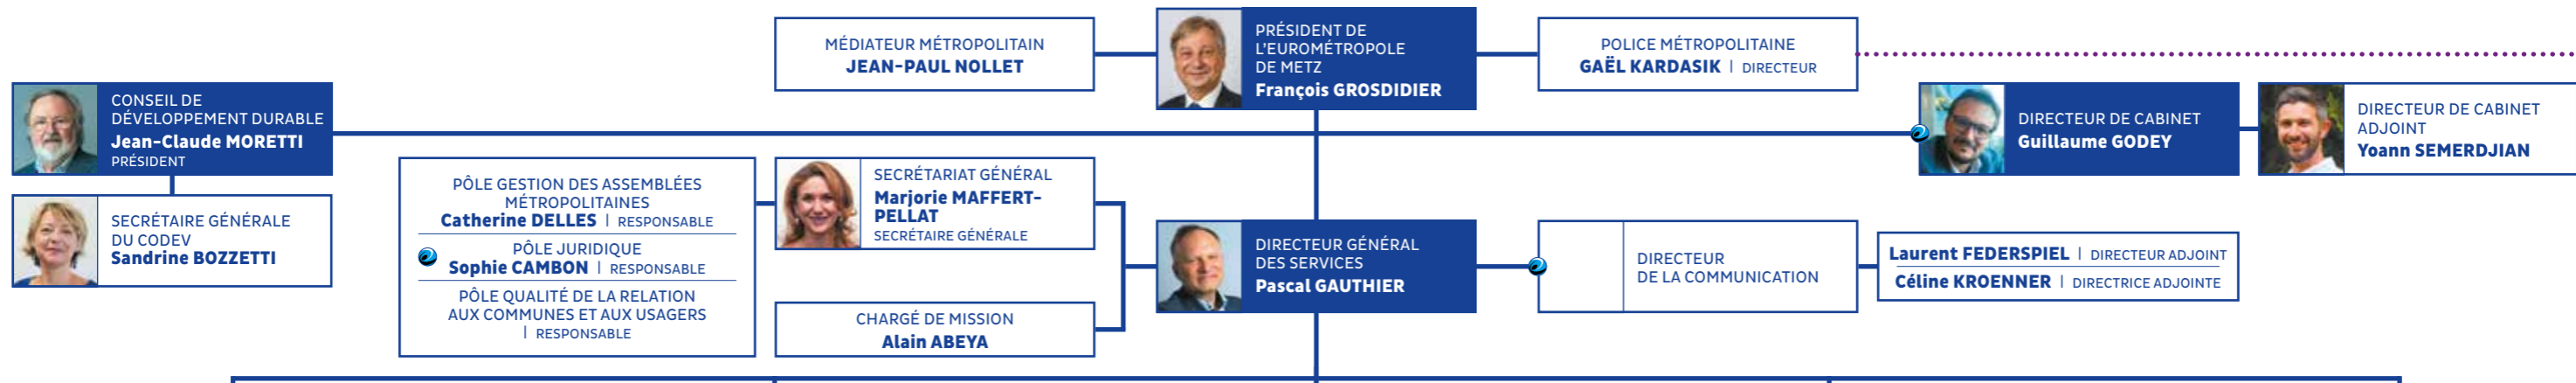 MÉDIATEUR MÉTROPOLITAIN
JEAN-PAUL NOLLET
PRÉSIDENT DE
L'EUROMÉTROPOLE
DE METZ
François GROSDIDIER
POLICE MÉTROPOLITAINE
GAËL KARDASIK | DIRECTEUR
CONSEIL DE
DÉVELOPPEMENT DURABLE
Jean-Claude MORETTI
PRÉSIDENT
DIRECTEUR DE CABINET
Guillaume GODEY
DIRECTEUR DE CABINET
ADJOINT
Yoann SEMERDJIAN
SECRÉTAIRE GÉNÉRALE
DU CODEV
Sandrine BOZZETTI
PÔLE GESTION DES ASSEMBLÉES
MÉTROPOLITAINES
Catherine DELLES | RESPONSABLE
PÔLE JURIDIQUE
Sophie CAMBON | RESPONSABLE
PÔLE QUALITÉ DE LA RELATION
AUX COMMUNES ET AUX USAGERS
| RESPONSABLE
SECRÉTARIAT GÉNÉRAL
Marjorie MAFFERT-
PELLAT
SECRÉTAIRE GÉNÉRALE
CHARGÉ DE MISSION
Alain ABEYA
DIRECTEUR GÉNÉRAL
DES SERVICES
Pascal GAUTHIER
DIRECTEUR
DE LA COMMUNICATION
Laurent FEDERSPIEL | DIRECTEUR ADJOINT
Céline KROENNER | DIRECTRICE ADJOINTE